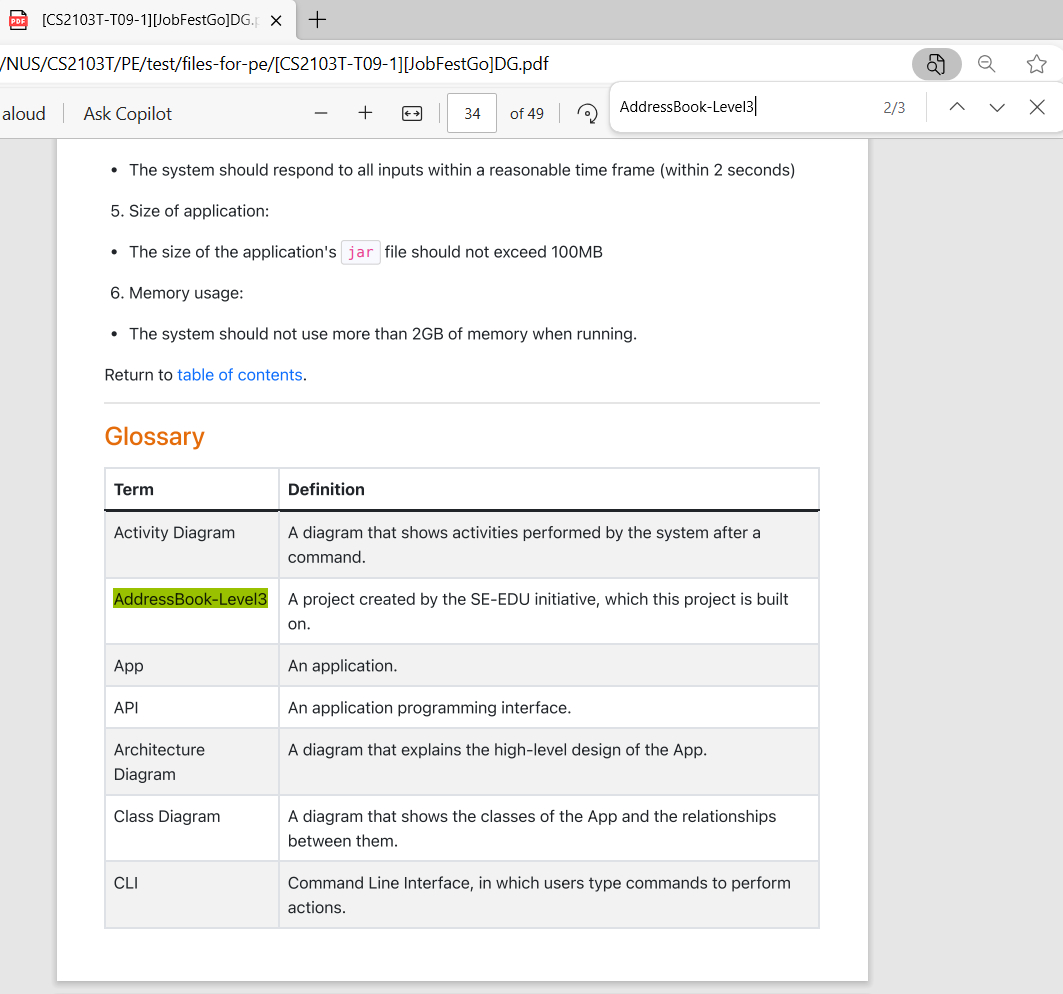 [CS2103T-T09-1][JobFestGo]DG.p
/NUS/CS2103T/PE/test/files-for-pe/[CS2103T-T09-1][JobFestGo]DG.pdf
aloud Ask Copilot 34 of 49 AddressBook-Level3 2/3
• The system should respond to all inputs within a reasonable time frame (within 2 seconds)
5. Size of application:
• The size of the application's jar file should not exceed 100MB
6. Memory usage:
• The system should not use more than 2GB of memory when running.
Return to table of contents.
Glossary
Term Definition
Activity Diagram A diagram that shows activities performed by the system after a
command.
AddressBook-Level3 A project created by the SE-EDU initiative, which this project is built
on.
App An application.
API An application programming interface.
Architecture A diagram that explains the high-level design of the App.
Diagram
Class Diagram A diagram that shows the classes of the App and the relationships
between them.
CLI Command Line Interface, in which users type commands to perform
actions.